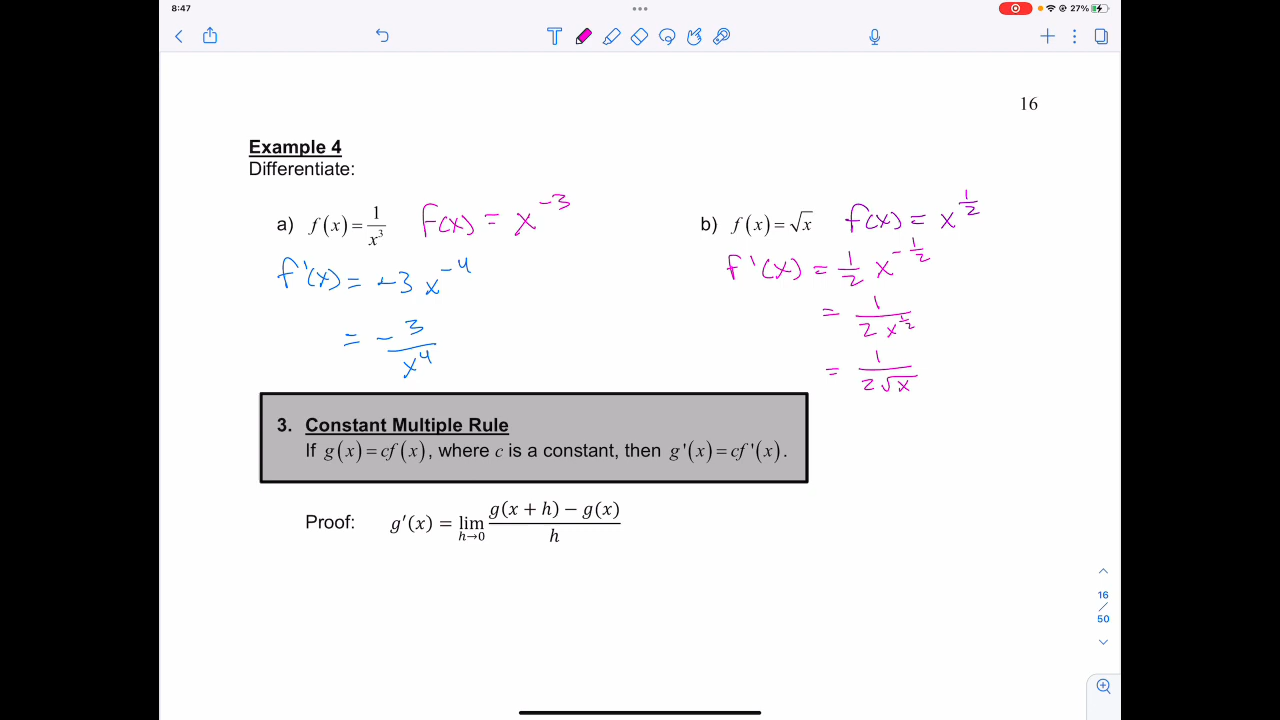 8:47
27%
16
Example 4
Differentiate:
a) f(x) = 1/x³ f(x) = x⁻³
f'(x) = -3x⁻⁴
= -3/x⁴
b) f(x) = √x f(x) = x^(1/2)
f'(x) = 1/2 x^(-1/2)
= 1/(2x^(1/2))
= 1/(2√x)
3. Constant Multiple Rule
If g(x) = cf(x), where c is a constant, then g'(x) = cf'(x).
Proof: g′(x) = lim h→0 (g(x + h) − g(x))/h
16
/
50